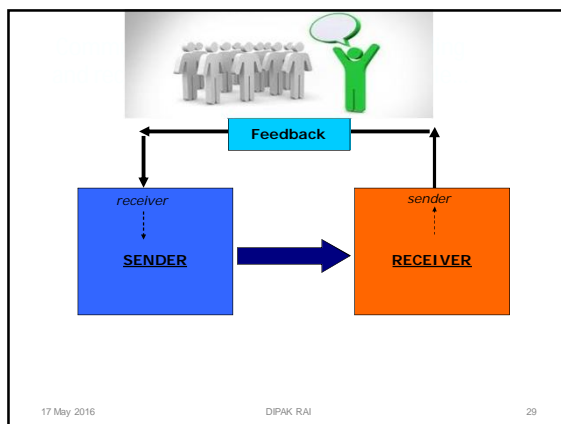 Feedback
receiver
sender
SENDER
RECEIVER
17 May 2016
DIPAK RAI
29